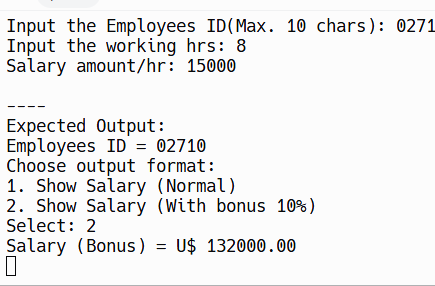 Input the Employees ID(Max. 10 chars): 0271
Input the working hrs: 8
Salary amount/hr: 15000
----
Expected Output:
Employees ID = 02710
Choose output format:
1. Show Salary (Normal)
2. Show Salary (With bonus 10%)
Select: 2
Salary (Bonus) = U$ 132000.00